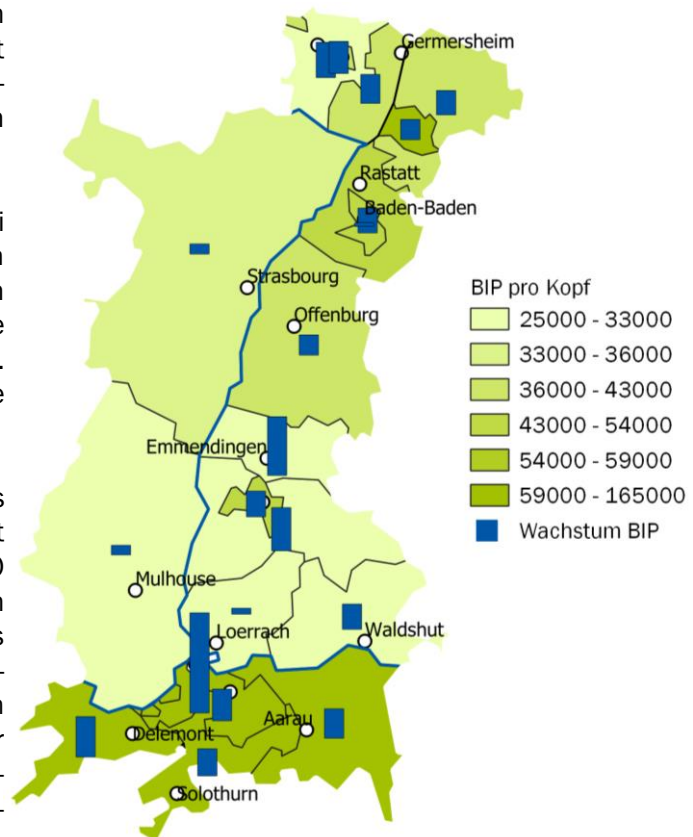 Germersheim
Rastatt
Baden-Baden
Strasbourg
Offenburg
Emmendingen
Mulhouse
Loerrach
Waldshut
Delemont
Aarau
Solothurn
BIP pro Kopf
25000 - 33000
33000 - 36000
36000 - 43000
43000 - 54000
54000 - 59000
59000 - 165000
Wachstum BIP